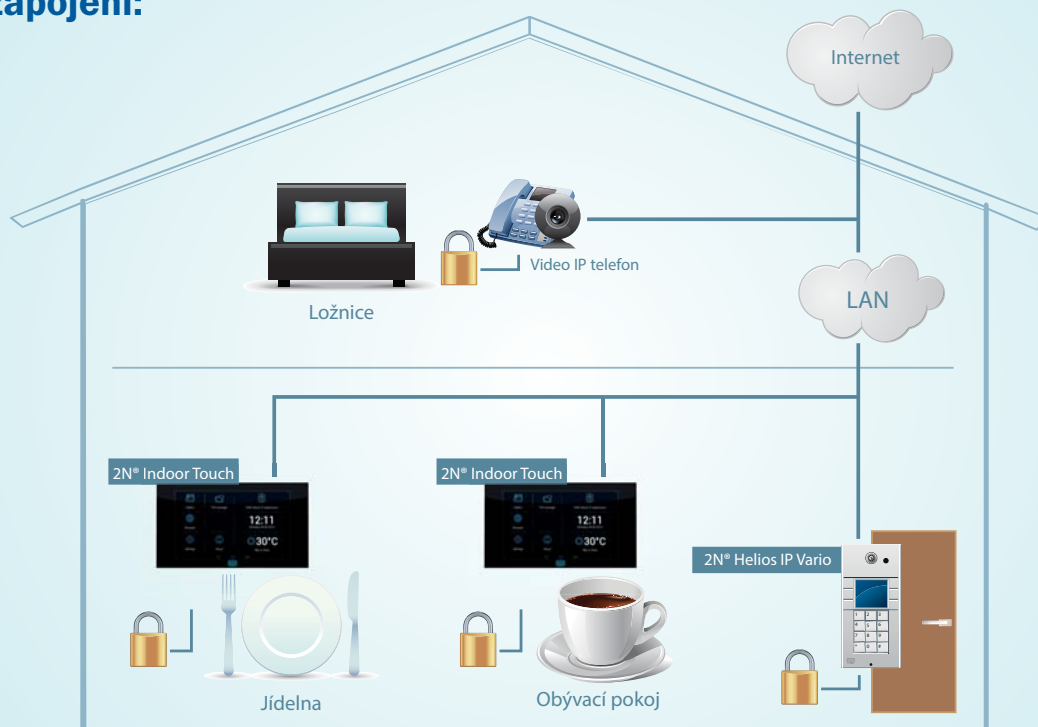 zapojení:
Internet
Video IP telefon
Ložnice
LAN
2N® Indoor Touch
2N® Indoor Touch
12:11
30°C
12:11
30°C
2N® Helios IP Vario
Jídelna
Obývací pokoj